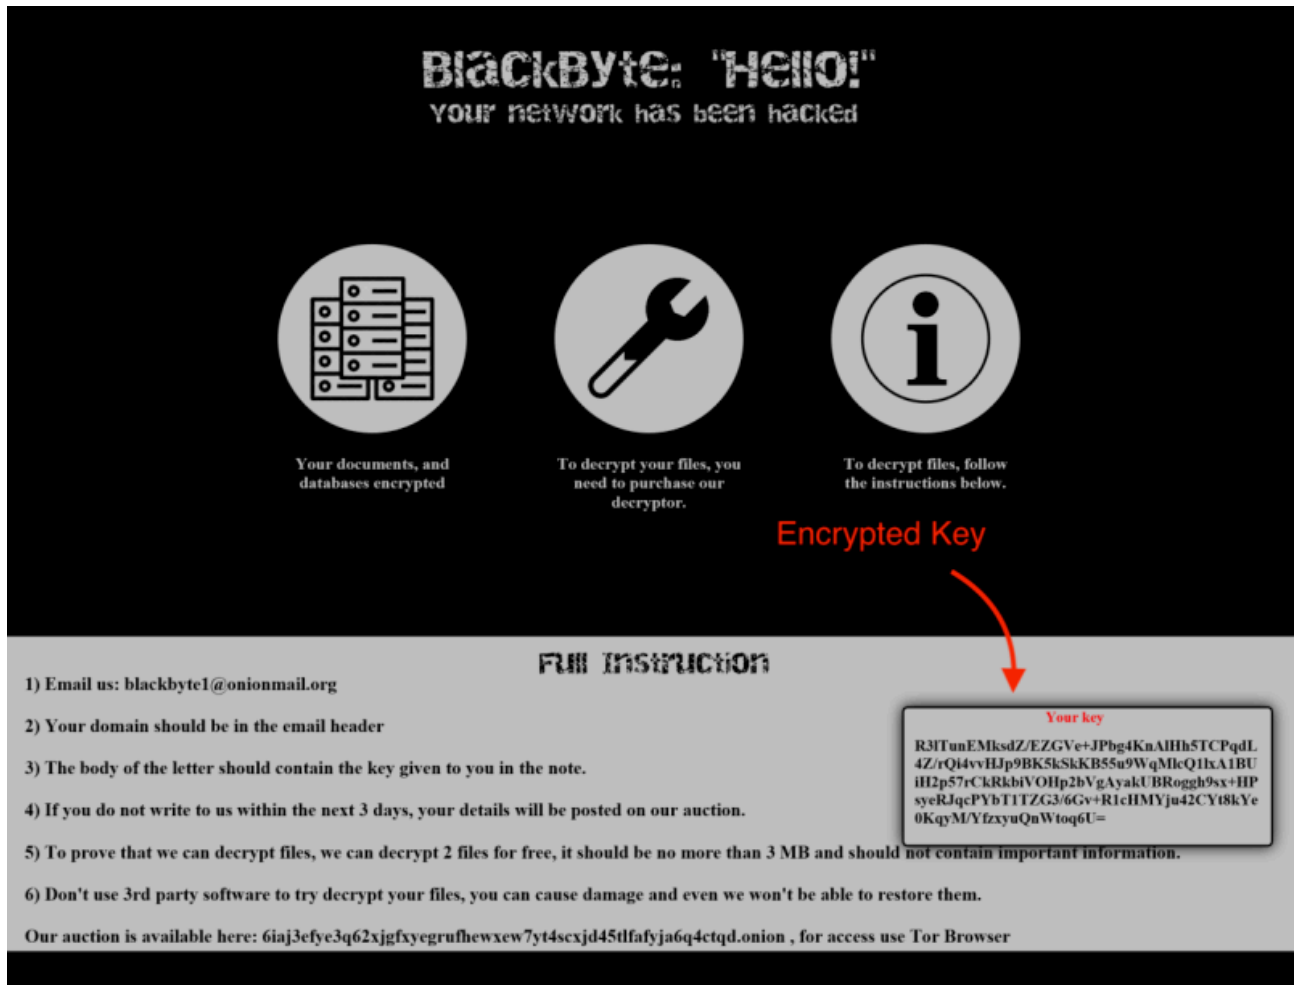 BlackByte: "Hello!"
Your network has been hacked
Your documents, and
databases encrypted
To decrypt your files, you
need to purchase our
decryptor.
To decrypt files, follow
the instructions below.
Encrypted Key
Full Instruction
1) Email us: blackbyte1@onionmail.org
2) Your domain should be in the email header
3) The body of the letter should contain the key given to you in the note.
4) If you do not write to us within the next 3 days, your details will be posted on our auction.
5) To prove that we can decrypt files, we can decrypt 2 files for free, it should be no more than 3 MB and should not contain important information.
6) Don't use 3rd party software to try decrypt your files, you can cause damage and even we won't be able to restore them.
Our auction is available here: 6iaj3efye3q62xjgfxyegrufhewxew7yt4scxjd45tlfafyja6q4ctqd.onion , for access use Tor Browser
Your key
R3lTunEMksdZ/EZGVe+JPbg4KnAlHh5TCPqdL
4Z/rQi4vvHJp9BK5kSkKB55u9WqMlcQ1lxA1BU
iH2p57rCkRkbiVOHp2bVgAyakUBRoggh9sx+HP
syeRJqcPYbT1TZG3/6Gv+R1cHMYju42CYt8kYe
0KqyM/YfzxyuQnWtoq6U=